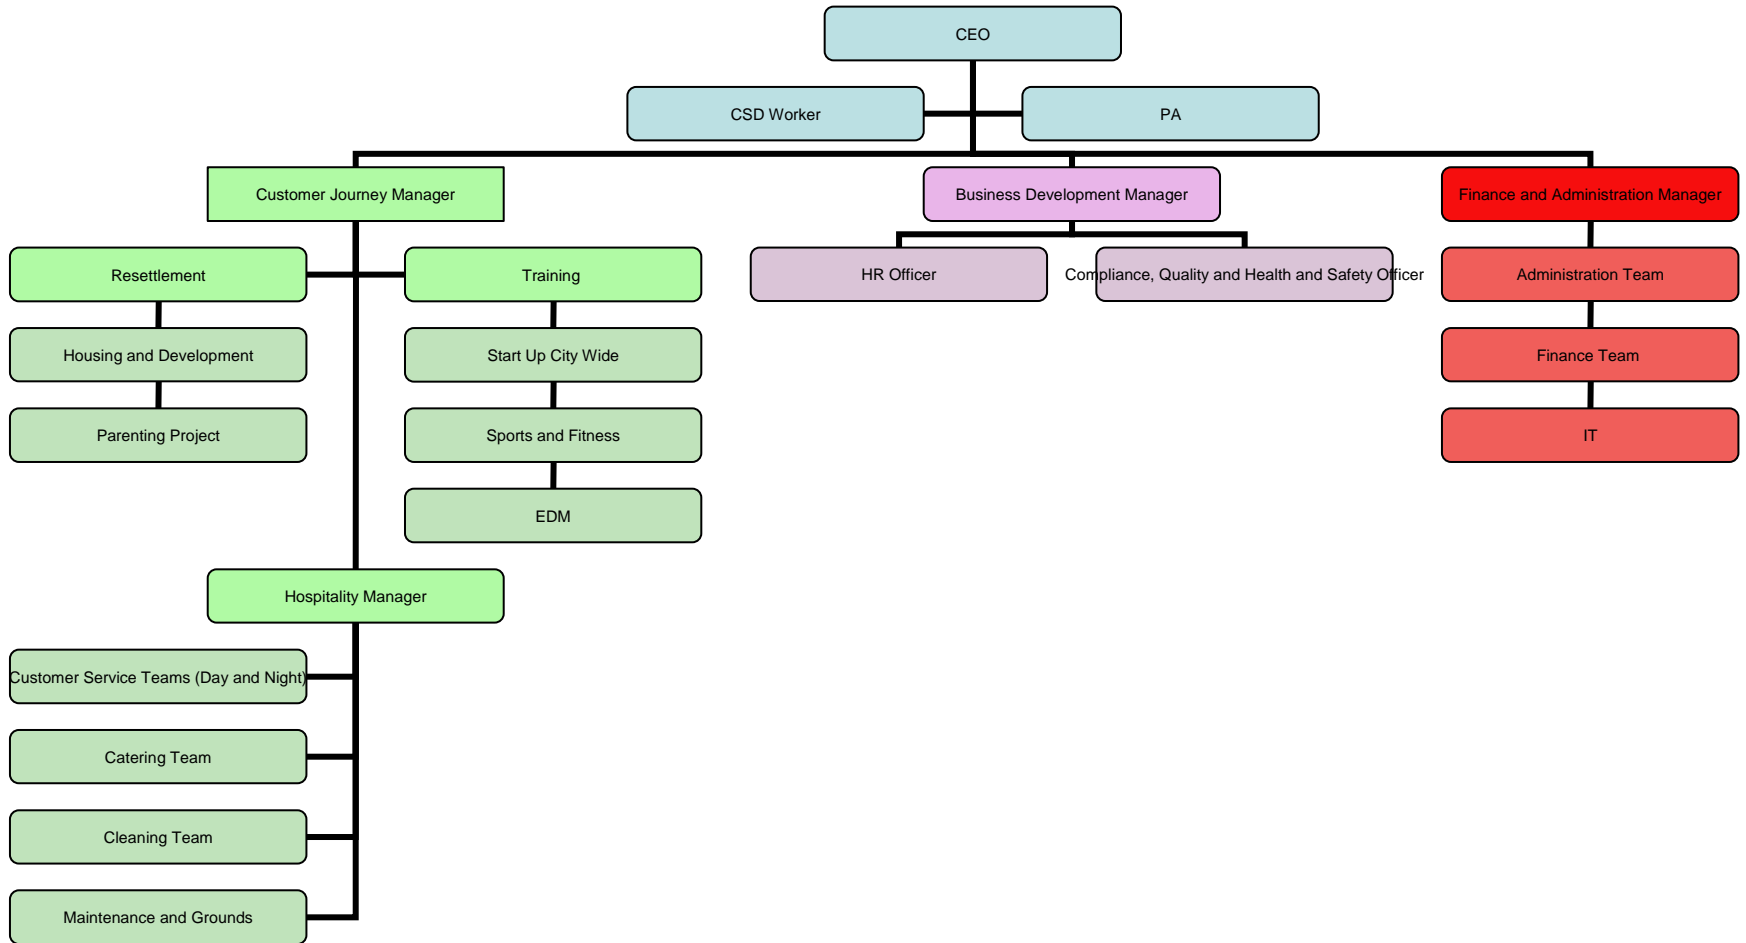 CEO
CSD Worker
PA
Customer Journey Manager
Business Development Manager
Finance and Administration Manager
Resettlement
Training
HR Officer
Compliance, Quality and Health and Safety Officer
Administration Team
Housing and Development
Start Up City Wide
Finance Team
Parenting Project
Sports and Fitness
IT
EDM
Hospitality Manager
Customer Service Teams (Day and Night)
Catering Team
Cleaning Team
Maintenance and Grounds